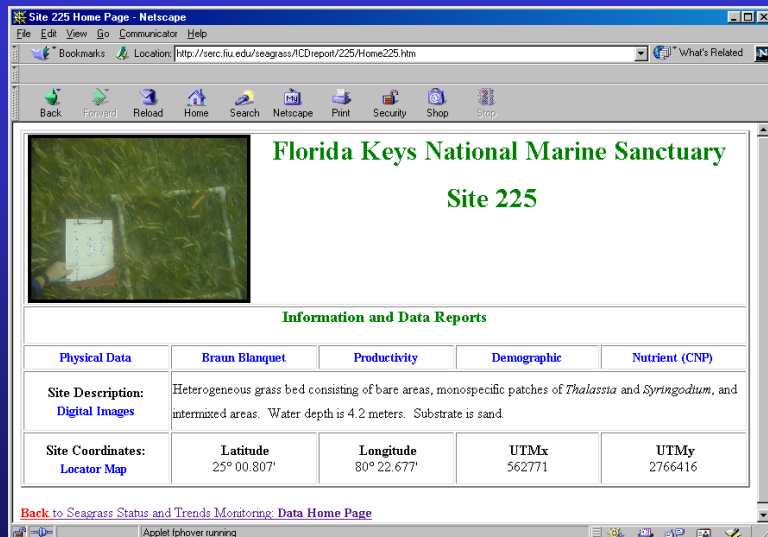 Site 225 Home Page - Netscape
File Edit View Go Communicator Help
Bookmarks Location: http://serc.fiu.edu/seagrass/!CDreport/225/Home225.htm What's Related
Back Forward Reload Home Search Netscape Print Security Shop Stop
My
N
Florida Keys National Marine Sanctuary
Site 225
Information and Data Reports
Physical Data Braun Blanquet Productivity Demographic Nutrient (CNP)
Site Description:
Digital Images
Heterogeneous grass bed consisting of bare areas, monospecific patches of Thalassia and Syringodium, and
intermixed areas. Water depth is 4.2 meters. Substrate is sand.
Site Coordinates:
Locator Map
Latitude
25° 00.807'
Longitude
80° 22.677'
UTMx
562771
UTMy
2766416
Back to Seagrass Status and Trends Monitoring: Data Home Page
Applet fphover running